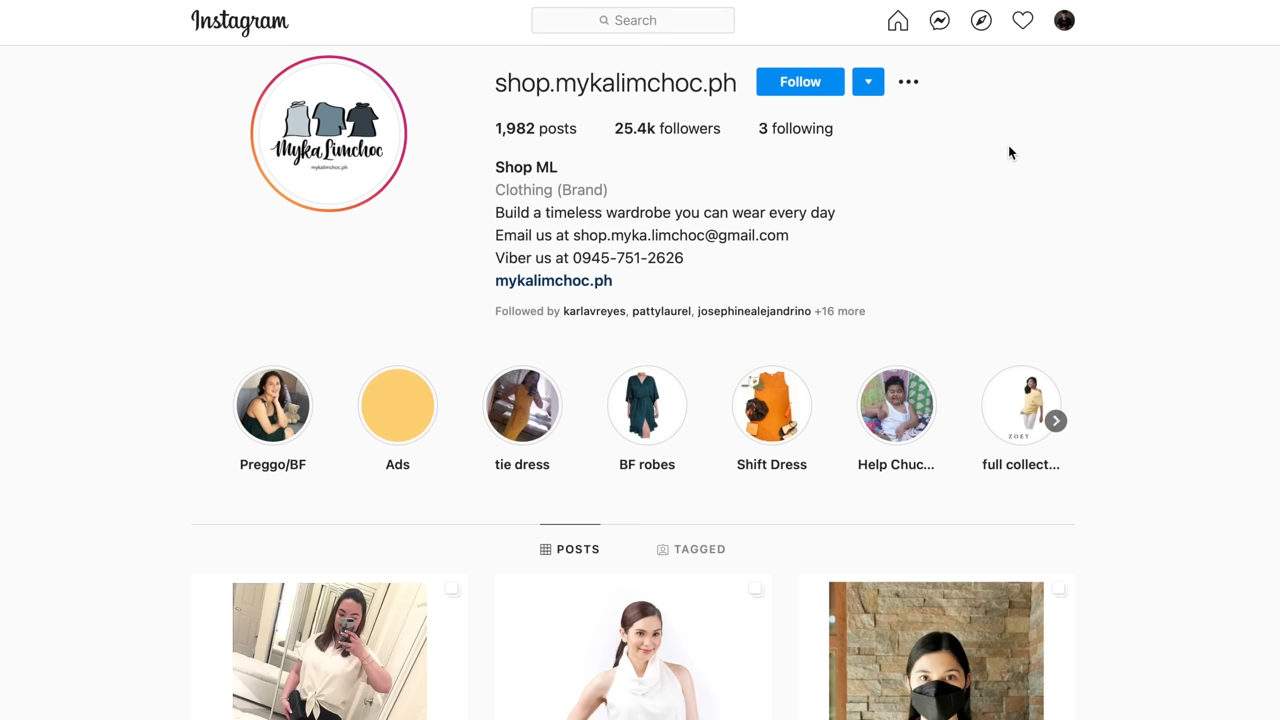 Instagram
Search
shop.mykalimchoc.ph
Follow
1,982 posts 25.4k followers 3 following
Myka Limchoc
mykalimchoc.ph
Shop ML
Clothing (Brand)
Build a timeless wardrobe you can wear every day
Email us at shop.myka.limchoc@gmail.com
Viber us at 0945-751-2626
mykalimchoc.ph
Followed by karlavreyes, pattylaurel, josephinealejandrino +16 more
ZOEY
Preggo/BF Ads tie dress BF robes Shift Dress Help Chuc... full collect...
POSTS TAGGED